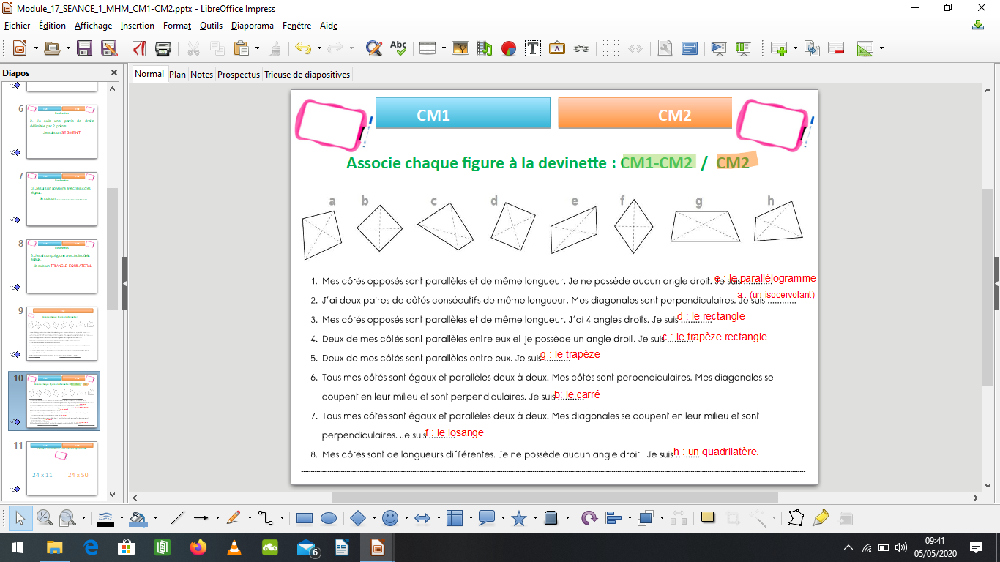 Module_17_SEANCE_1_MHM_CM1-CM2.pptx - LibreOffice Impress
Fichier Édition Affichage Insertion Format Outils Diaporama Fenêtre Aide
Abc
Diapos
Normal Plan Notes Prospectus Trieuse de diapositives
6
2. Je suis une partie de droite
délimitée par 2 points.
Je suis un SEGMENT
7
3. Je suis un polygone avec trois côtés
égaux.
Je suis un
8
3. Je suis un polygone avec trois côtés
égaux.
Je suis un TRIANGLE EQUILATERAL
9
10
11
24 x 11 24 x 50
CM1 CM2
Associe chaque figure à la devinette : CM1-CM2 / CM2
a b c d e f g h
1. Mes côtés opposés sont parallèles et de même longueur. Je ne possède aucun angle droit. Je suis ............ e : le parallélogramme
2. J'ai deux paires de côtés consécutifs de même longueur. Mes diagonales sont perpendiculaires. Je suis ............ a : (un isocervolant)
3. Mes côtés opposés sont parallèles et de même longueur. J'ai 4 angles droits. Je suis ............ d : le rectangle
4. Deux de mes côtés sont parallèles entre eux et je possède un angle droit. Je suis ............ c : le trapèze rectangle
5. Deux de mes côtés sont parallèles entre eux. Je suis ............ g : le trapèze
6. Tous mes côtés sont égaux et parallèles deux à deux. Mes côtés sont perpendiculaires. Mes diagonales se
coupent en leur milieu et sont perpendiculaires. Je suis ............ b: le carré
7. Tous mes côtés sont égaux et parallèles deux à deux. Mes diagonales se coupent en leur milieu et sont
perpendiculaires. Je suis ............ f : le losange
8. Mes côtés sont de longueurs différentes. Je ne possède aucun angle droit. Je suis ............ h : un quadrilatère.
6
09:41
05/05/2020